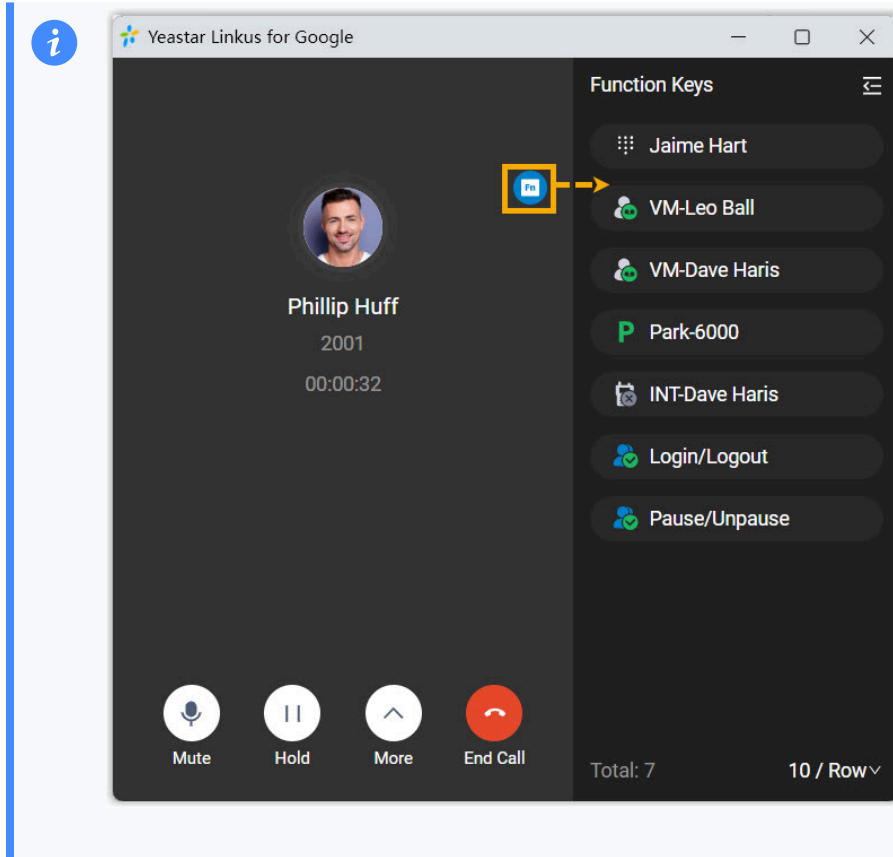 i
Yeastar Linkus for Google
Function Keys
Fn
Jaime Hart
VM-Leo Ball
VM-Dave Haris
P Park-6000
INT-Dave Haris
Login/Logout
Pause/Unpause
Phillip Huff
2001
00:00:32
Mute Hold More End Call
Total: 7 10 / Row